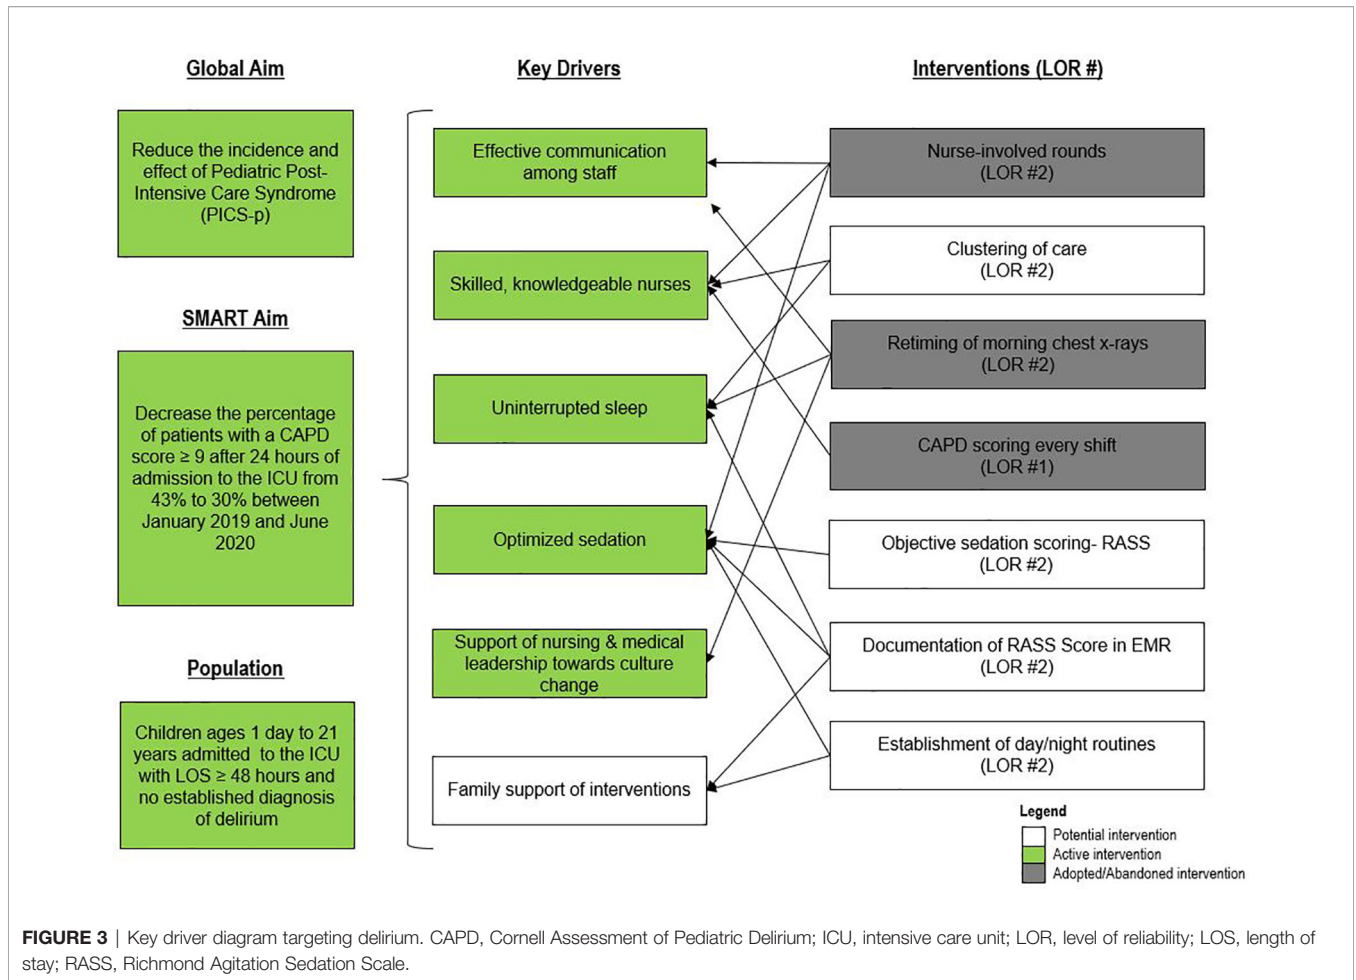 Global Aim
Reduce the incidence and
effect of Pediatric Post-
Intensive Care Syndrome
(PICS-p)
SMART Aim
Decrease the percentage
of patients with a CAPD
score ≥ 9 after 24 hours of
admission to the ICU from
43% to 30% between
January 2019 and June
2020
Population
Children ages 1 day to 21
years admitted to the ICU
with LOS ≥ 48 hours and
no established diagnosis
of delirium
Key Drivers
Effective communication
among staff
Skilled, knowledgeable nurses
Uninterrupted sleep
Optimized sedation
Support of nursing & medical
leadership towards culture
change
Family support of interventions
Interventions (LOR #)
Nurse-involved rounds
(LOR #2)
Clustering of care
(LOR #2)
Retiming of morning chest x-rays
(LOR #2)
CAPD scoring every shift
(LOR #1)
Objective sedation scoring- RASS
(LOR #2)
Documentation of RASS Score in EMR
(LOR #2)
Establishment of day/night routines
(LOR #2)
Legend
Potential intervention
Active intervention
Adopted/Abandoned intervention
FIGURE 3 | Key driver diagram targeting delirium. CAPD, Cornell Assessment of Pediatric Delirium; ICU, intensive care unit; LOR, level of reliability; LOS, length of
stay; RASS, Richmond Agitation Sedation Scale.